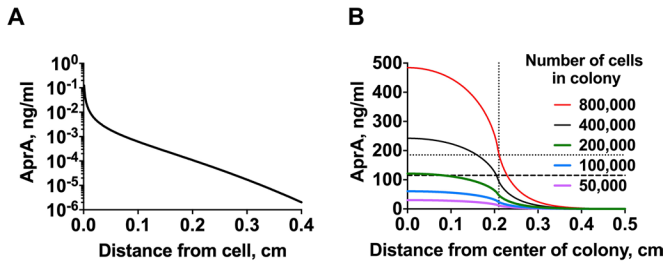 A
AprA, ng/ml
10^0
10^-1
10^-2
10^-3
10^-4
10^-5
10^-6
0.0 0.1 0.2 0.3 0.4
Distance from cell, cm
B
AprA, ng/ml
500
400
300
200
100
0
0.0 0.1 0.2 0.3 0.4 0.5
Distance from center of colony, cm
Number of cells
in colony
800,000
400,000
200,000
100,000
50,000